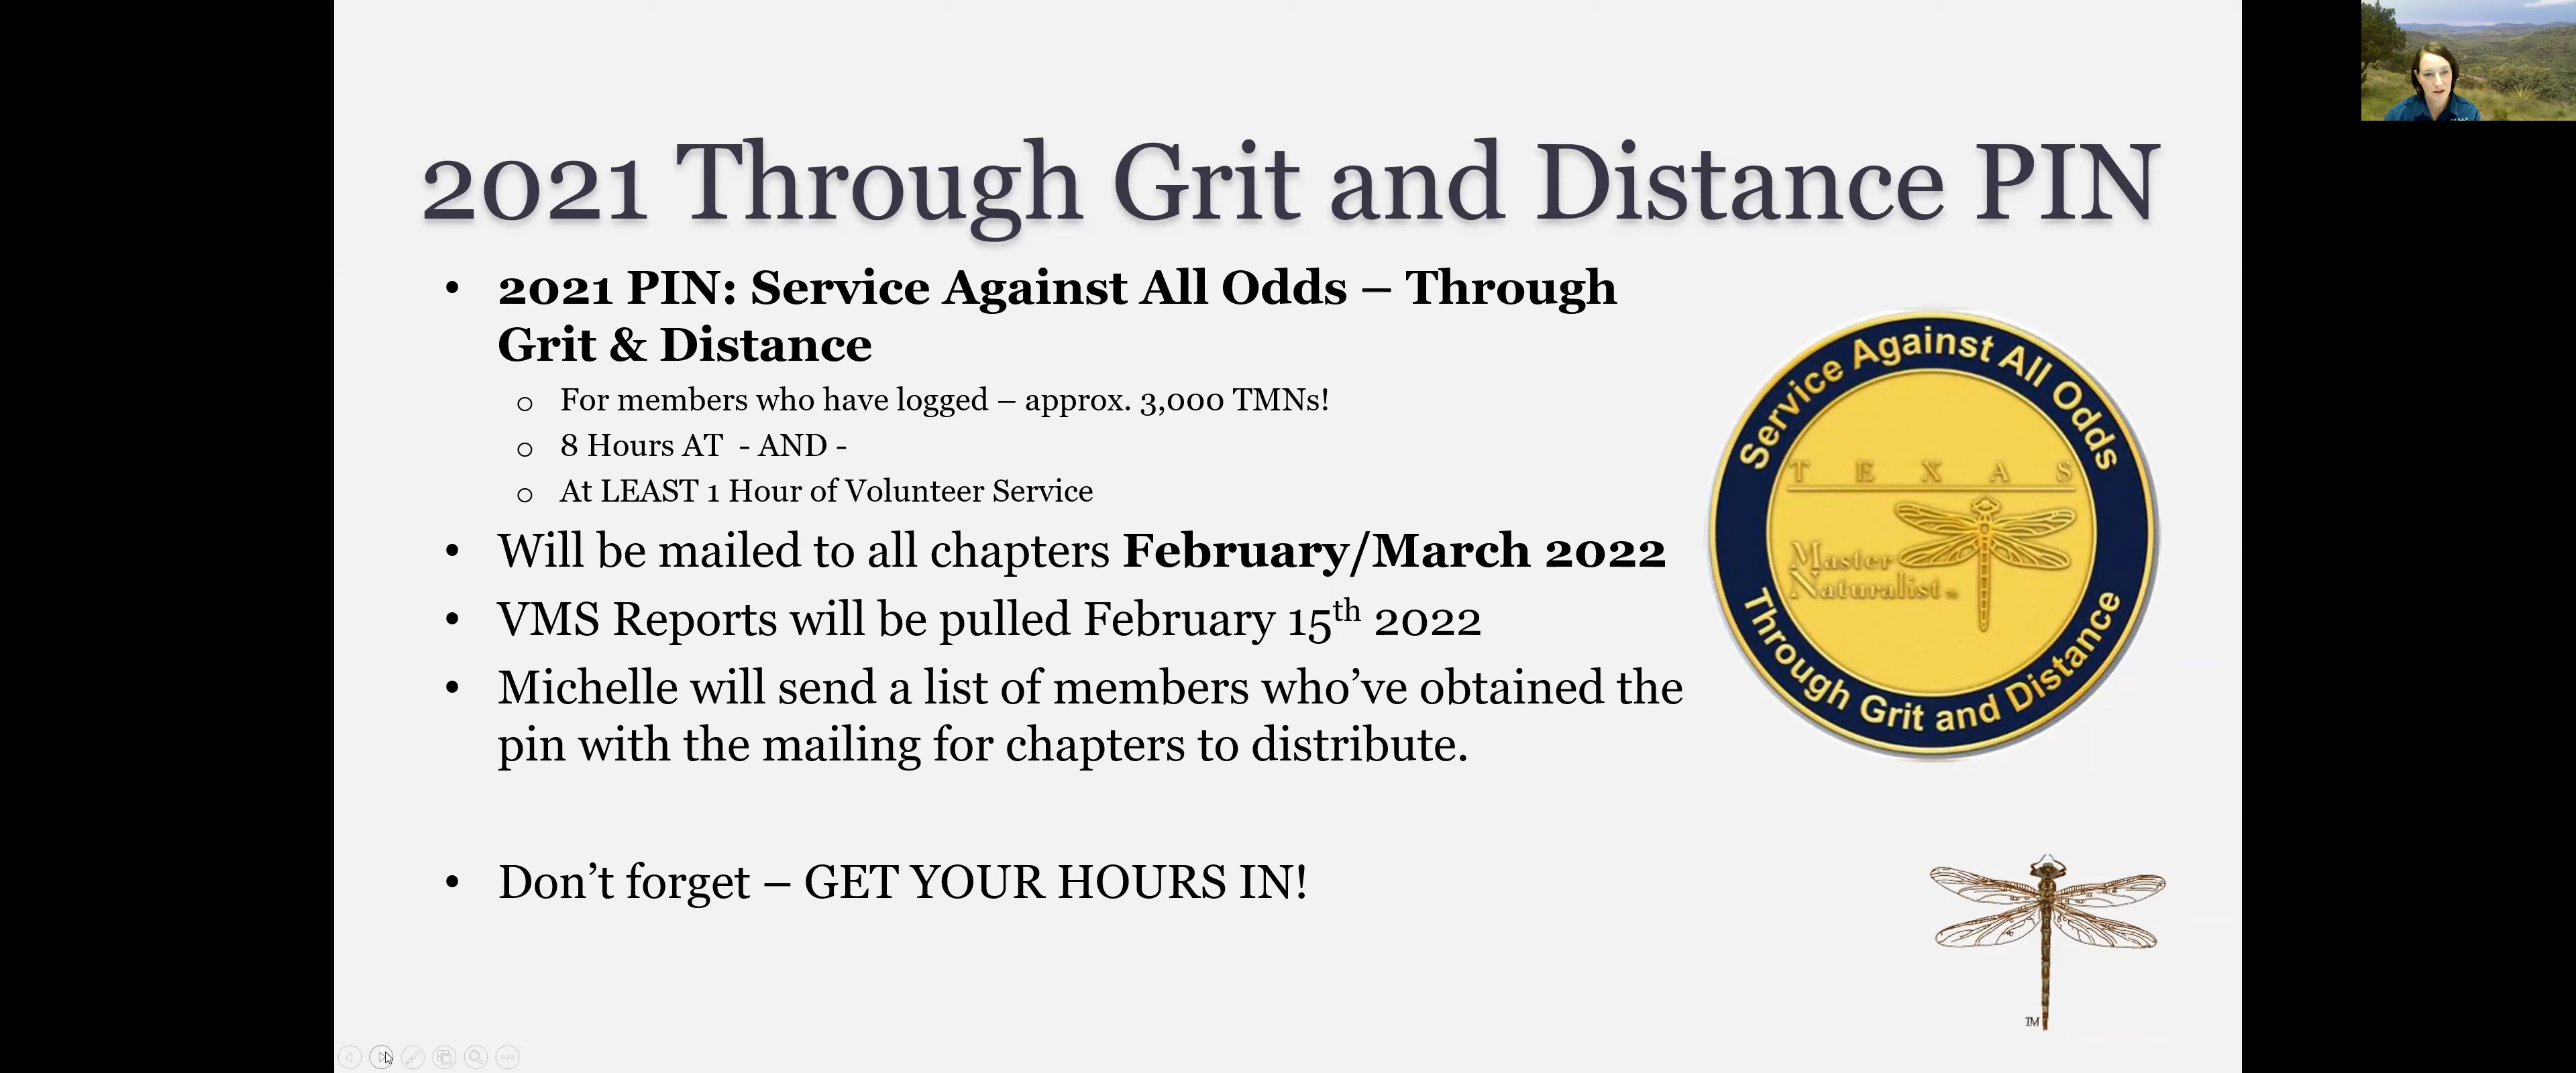 2021 Through Grit and Distance PIN
• 2021 PIN: Service Against All Odds – Through
Grit & Distance
o For members who have logged – approx. 3,000 TMNs!
o 8 Hours AT - AND -
o At LEAST 1 Hour of Volunteer Service
• Will be mailed to all chapters February/March 2022
• VMS Reports will be pulled February 15th 2022
• Michelle will send a list of members who’ve obtained the
pin with the mailing for chapters to distribute.
• Don’t forget – GET YOUR HOURS IN!
Service Against All Odds
TEXAS
Master
Naturalist
Through Grit and Distance
TM